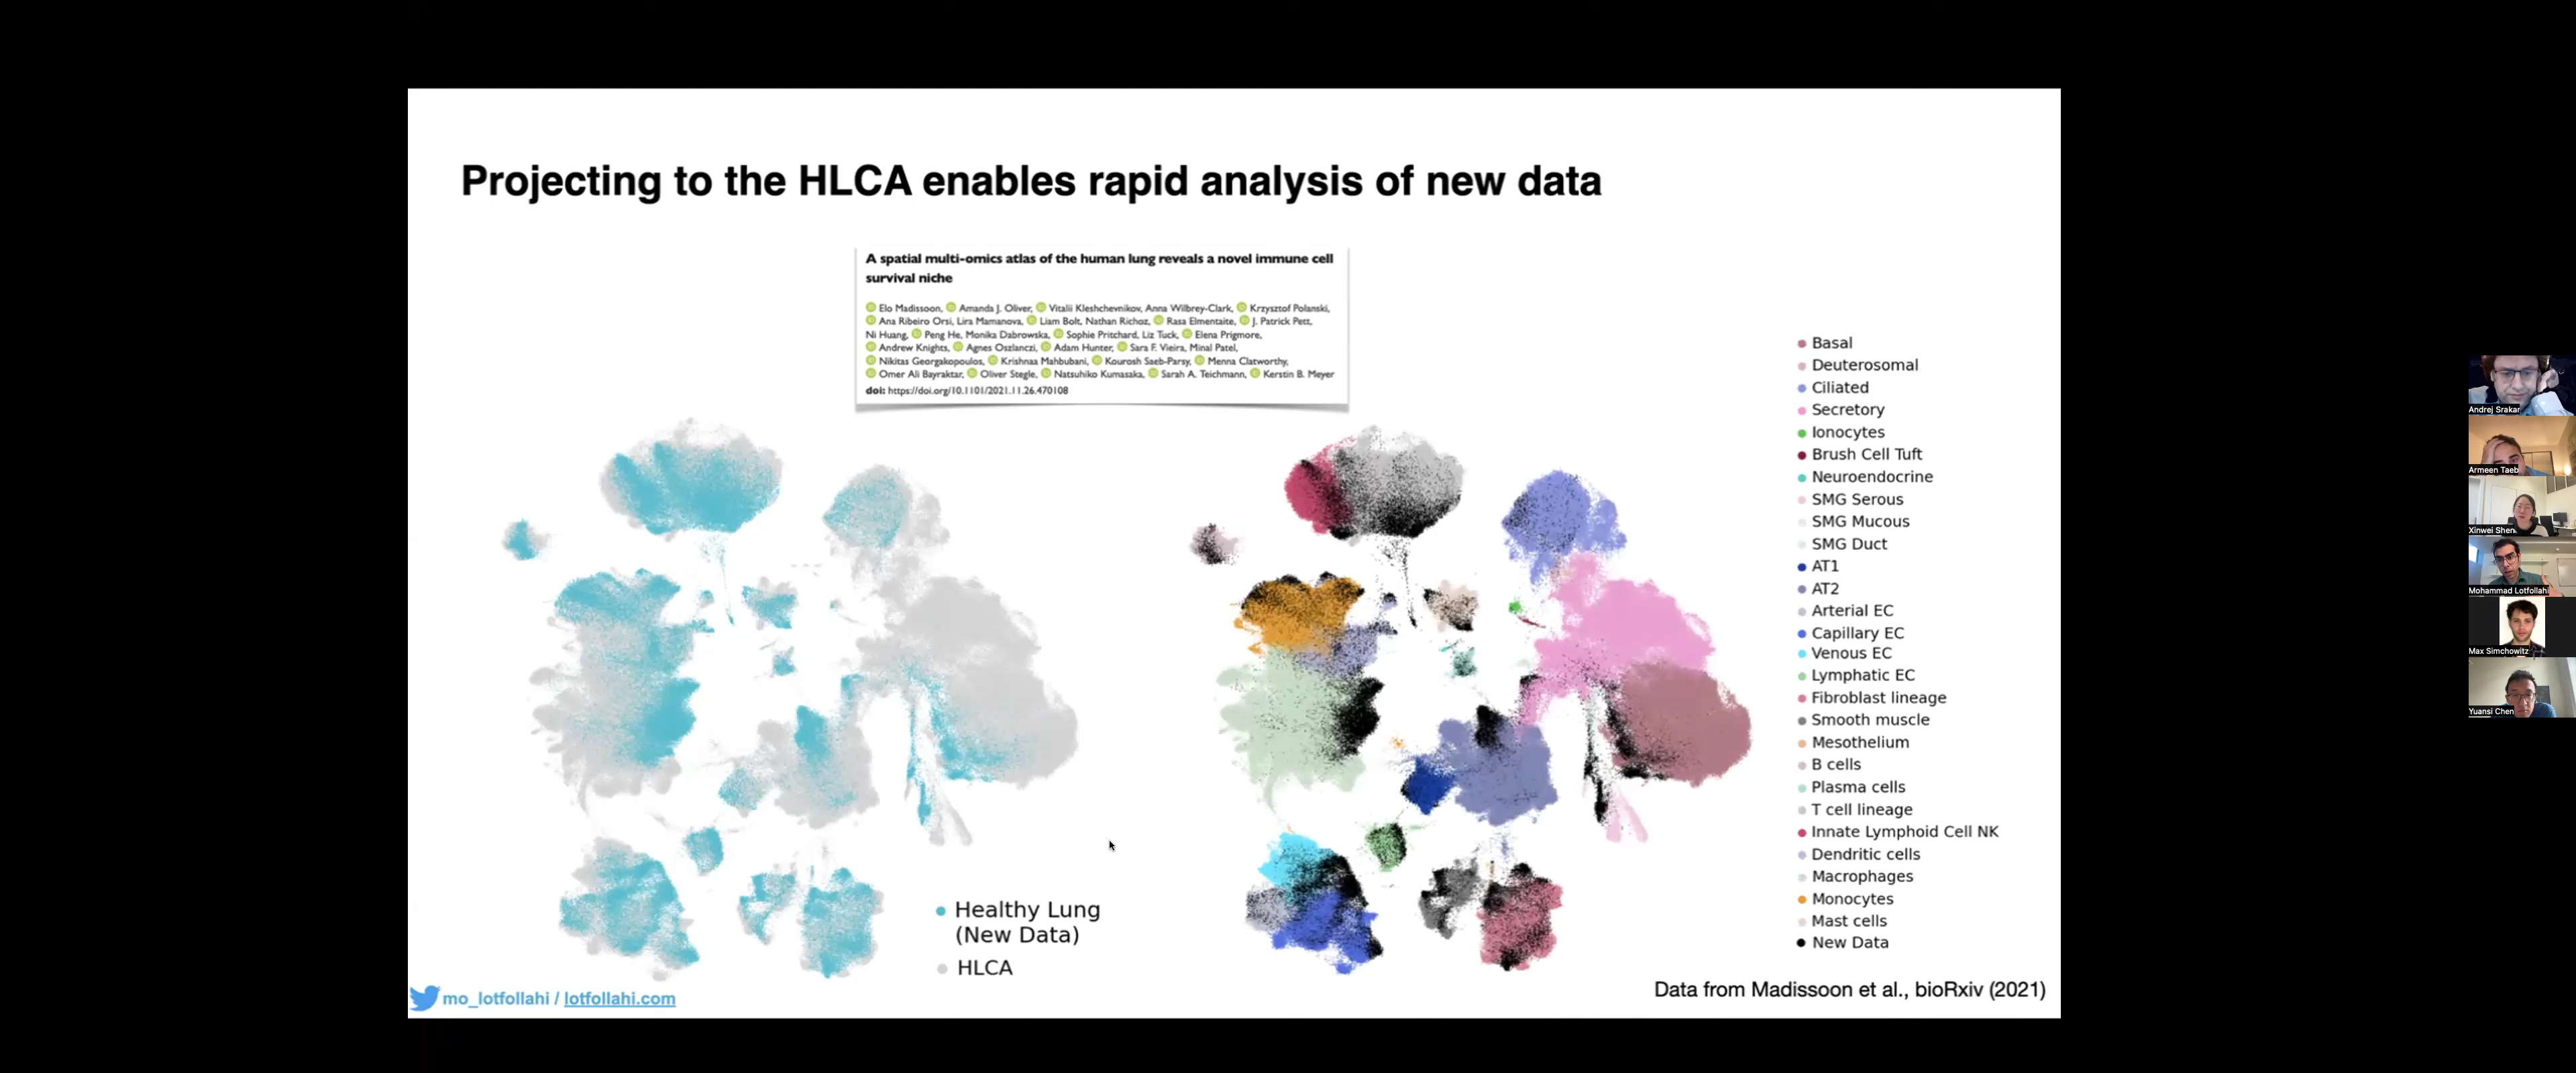 Projecting to the HLCA enables rapid analysis of new data
A spatial multi-omics atlas of the human lung reveals a novel immune cell
survival niche
Elo Madissoon, Amanda J. Oliver, Vitalii Kleshchevnikov, Anna Wilbrey-Clark, Krzysztof Polanski,
Ana Ribeiro Orsi, Lira Mamanova, Liam Bolt, Nathan Richoz, Rasa Elmentaite, J. Patrick Pett,
Ni Huang, Peng He, Monika Dabrowska, Sophie Pritchard, Liz Tuck, Elena Prigmore,
Andrew Knights, Agnes Oszlanczi, Adam Hunter, Sara F. Vieira, Minal Patel,
Nikitas Georgakopoulos, Krishnaa Mahbubani, Kourosh Saeb-Parsy, Menna Clatworthy,
Omer Ali Bayraktar, Oliver Stegle, Natsuhiko Kumasaka, Sarah A. Teichmann, Kerstin B. Meyer
doi: https://doi.org/10.1101/2021.11.26.470108
Healthy Lung
(New Data)
HLCA
Basal
Deuterosomal
Ciliated
Secretory
Ionocytes
Brush Cell Tuft
Neuroendocrine
SMG Serous
SMG Mucous
SMG Duct
AT1
AT2
Arterial EC
Capillary EC
Venous EC
Lymphatic EC
Fibroblast lineage
Smooth muscle
Mesothelium
B cells
Plasma cells
T cell lineage
Innate Lymphoid Cell NK
Dendritic cells
Macrophages
Monocytes
Mast cells
New Data
mo_lotfollahi / lotfollahi.com
Data from Madissoon et al., bioRxiv (2021)
Andrej Srakar
Armeen Taeb
Xinwei Shen
Mohammad Lotfollahi
Max Simchowitz
Yuansi Chen